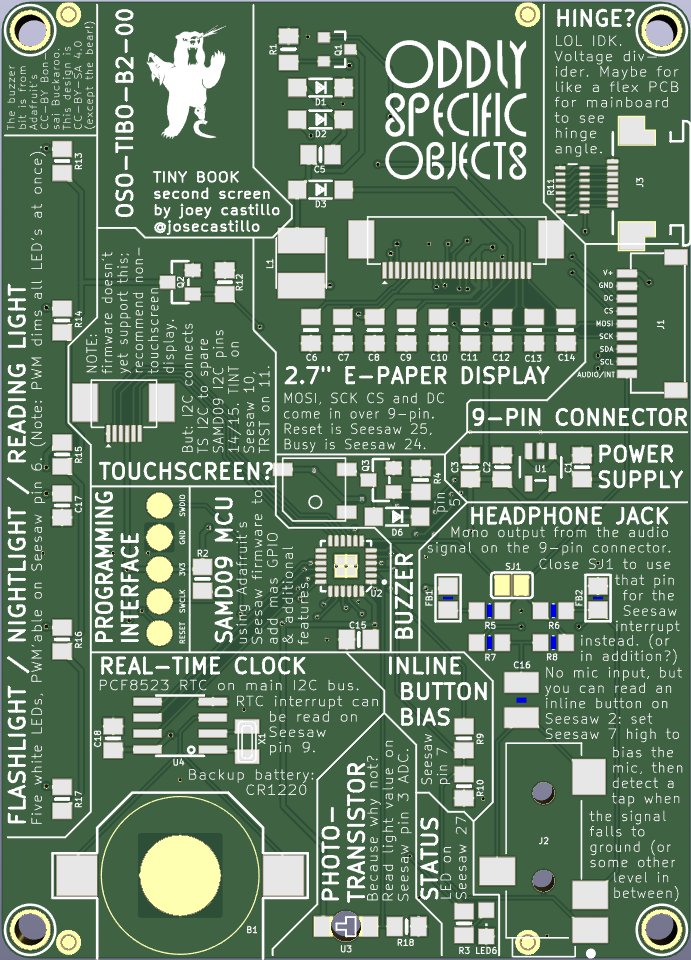 The buzzer
bit is from
Adafruit's
CC-BY Bon-
sai Buckaroo.
This design is
CC-BY-SA 4.0
(except the bear!)
OSO-TIBO-B2-00
TINY BOOK
second screen
by joey castillo
@josecastillo
R1
Q1
D1
D2
C5
D3
ODDLY
SPECIFIC
OBJECTS
HINGE?
LOL IDK.
Voltage div-
ider. Maybe for
like a flex PCB
for mainboard
to see
hinge
angle.
R11
J3
R13
R14
R15
C17
R16
R17
FLASHLIGHT / NIGHTLIGHT / READING LIGHT
Five white LEDs, PWM'able on Seesaw pin 6. (Note: PWM dims all LED's at once).
NOTE:
firmware doesn't
yet support this;
recommend non-
touchscreen
display.
Q2
R12
But: I2C connects
TS I2C to spare
SAMD09 I2C pins
14/15. TINT on
Seesaw 10,
TRST on 11.
TOUCHSCREEN?
L1
C6
C7
C8
C9
C10
C11
C12
C13
C14
2.7" E-PAPER DISPLAY
MOSI, SCK CS and DC
come in over 9-pin.
Reset is Seesaw 25,
Busy is Seesaw 24.
V+
GND
DC
CS
MOSI
SCK
SDA
SCL
AUDIO/INT
J1
9-PIN CONNECTOR
C3
C2
U1
C1
POWER
SUPPLY
PROGRAMMING
INTERFACE
SWDIO
GND
3V3
SWCLK
RESET
R2
SAMD09 MCU
using Adafruit's
Seesaw firmware to
add mas GPIO
& additional
features.
U2
C15
Q3
R4
D6
pin
BUZZER
HEADPHONE JACK
Mono output from the audio
signal on the 9-pin connector.
Close SJ1 to use
that pin
for the
Seesaw
interrupt
instead. (or
in addition?)
SJ1
FB1
FB2
R5
R6
R7
R8
C16
No mic input, but
you can read an
inline button on
Seesaw 2: set
Seesaw 7 high to
bias the
mic, then
detect a
tap when
the signal
falls to
ground (or
some other
level in
between)
J2
REAL-TIME CLOCK
PCF8523 RTC on main I2C bus.
RTC interrupt can
be read on
Seesaw
pin 9.
C18
U4
X1
Backup battery:
CR1220
B1
INLINE
BUTTON
BIAS
Seesaw
pin 7
R9
R10
PHOTO-
TRANSISTOR
Because why not?
Read light value on
Seesaw pin 3 ADC.
U3
R18
STATUS
LED on
Seesaw 27
R3
LED6